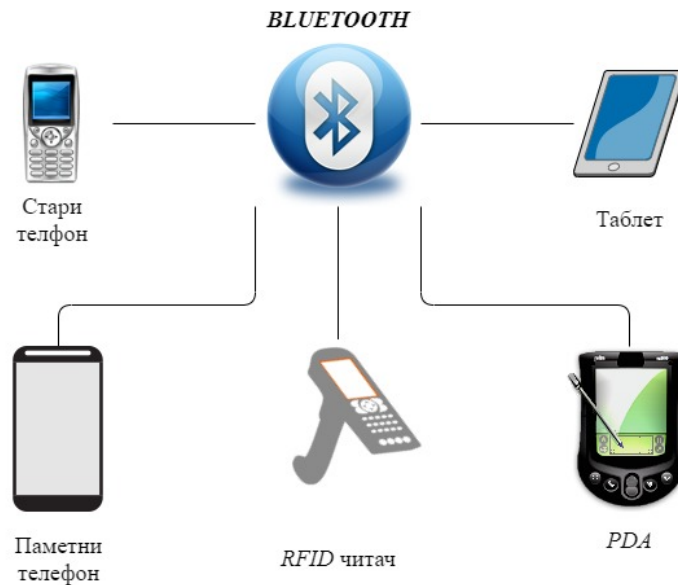 BLUETOOTH
Стари
телфон
Таблет
Паметни
телефон
RFID читач
PDA